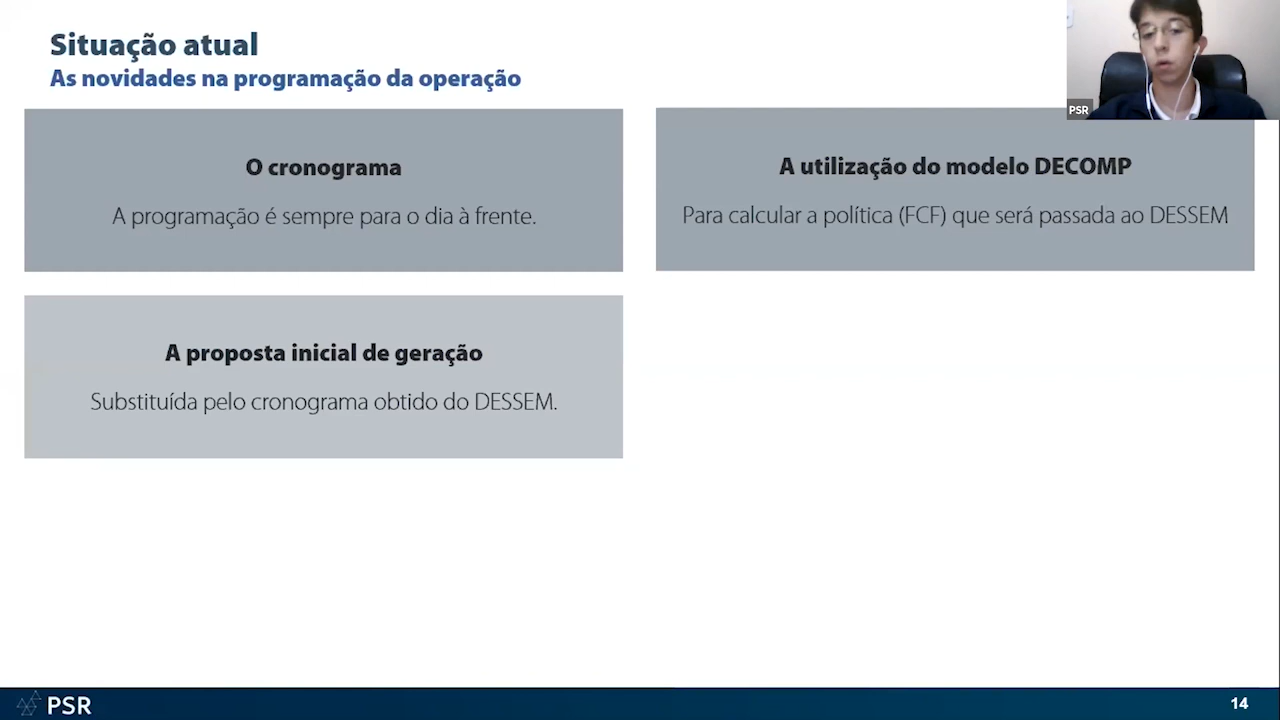 Situação atual
As novidades na programação da operação
PSR
O cronograma
A programação é sempre para o dia à frente.
A utilização do modelo DECOMP
Para calcular a política (FCF) que será passada ao DESSEM
A proposta inicial de geração
Substituída pelo cronograma obtido do DESSEM.
PSR
14